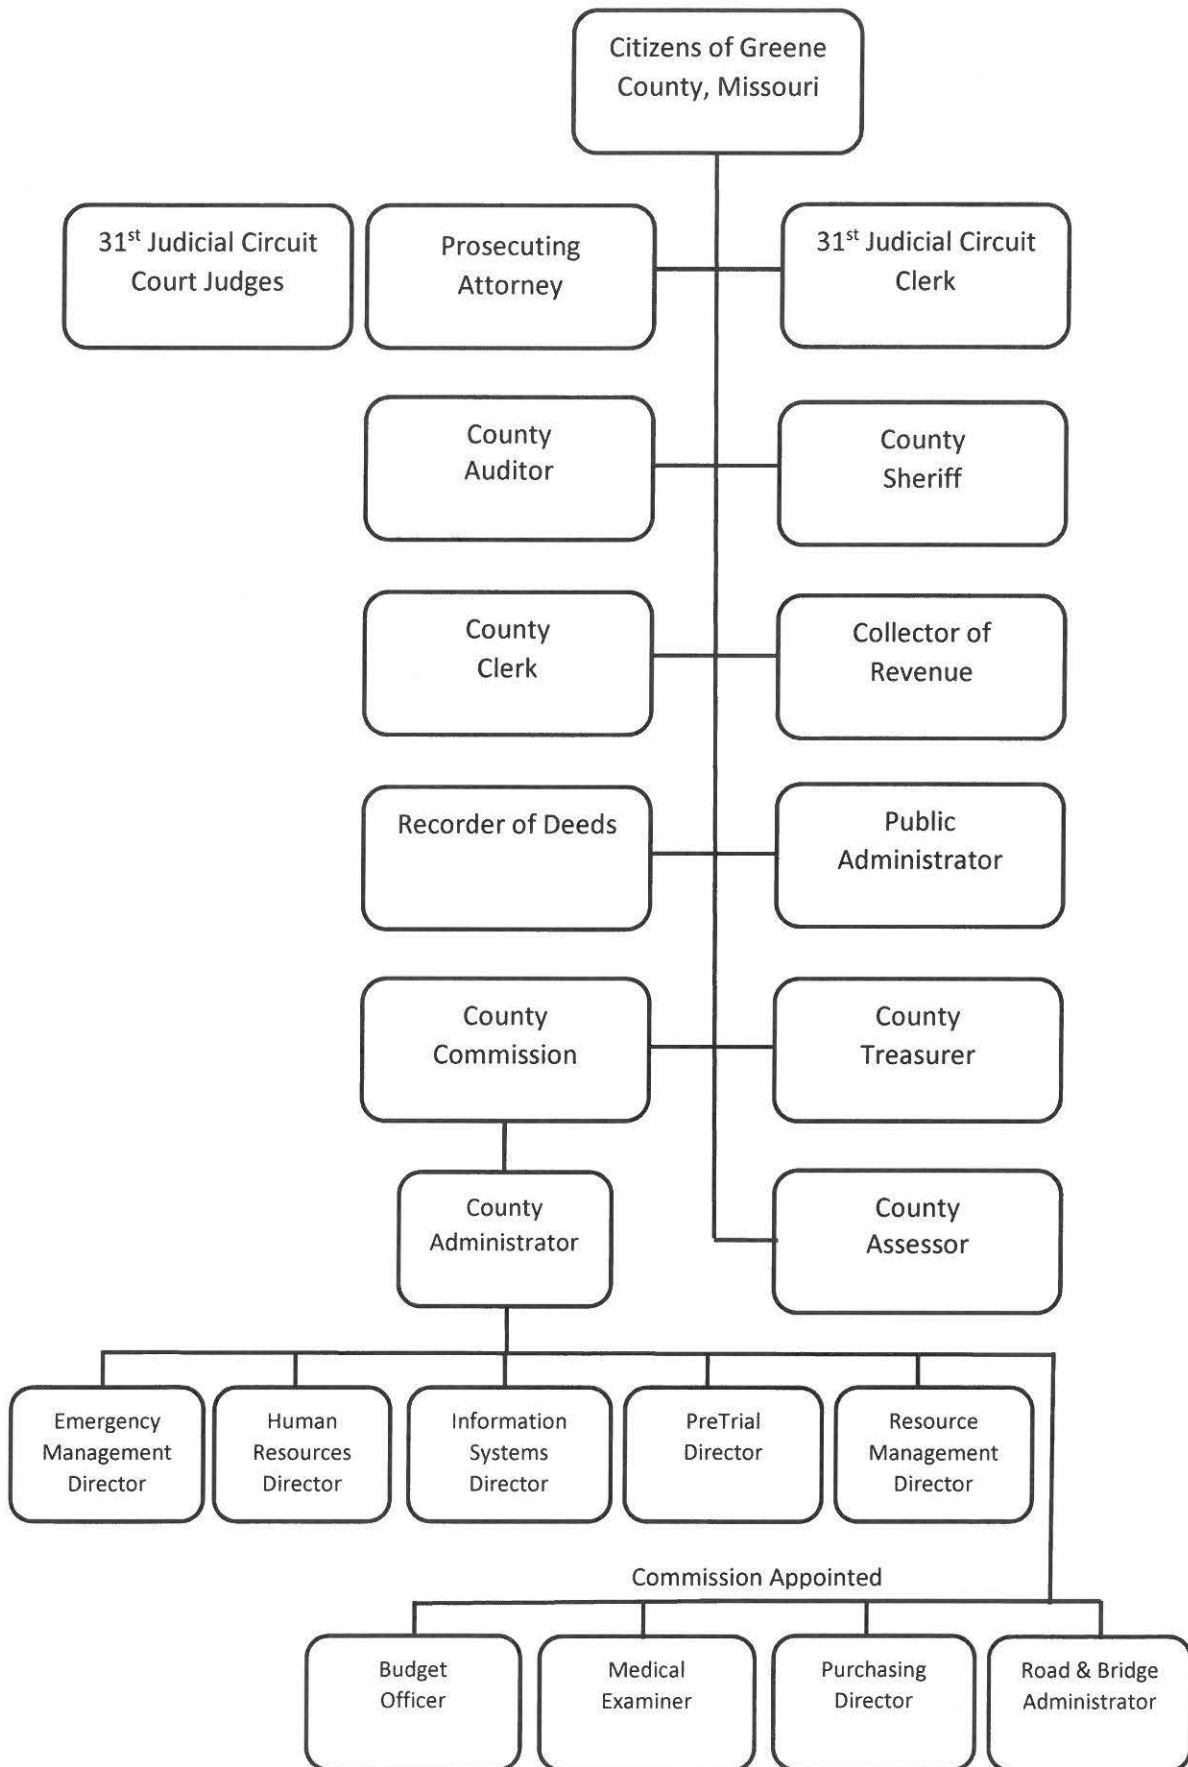 Citizens of Greene
County, Missouri
31st Judicial Circuit
Court Judges
Prosecuting
Attorney
31st Judicial Circuit
Clerk
County
Auditor
County
Sheriff
County
Clerk
Collector of
Revenue
Recorder of Deeds
Public
Administrator
County
Commission
County
Treasurer
County
Administrator
County
Assessor
Emergency
Management
Director
Human
Resources
Director
Information
Systems
Director
PreTrial
Director
Resource
Management
Director
Commission Appointed
Budget
Officer
Medical
Examiner
Purchasing
Director
Road & Bridge
Administrator